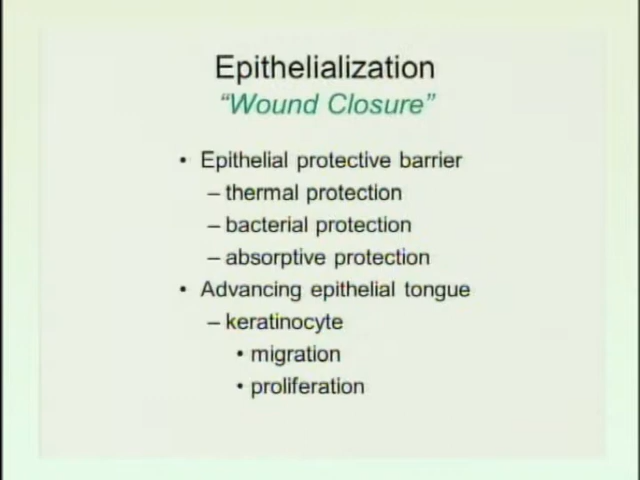 Epithelialization
“Wound Closure”
• Epithelial protective barrier
– thermal protection
– bacterial protection
– absorptive protection
• Advancing epithelial tongue
– keratinocyte
• migration
• proliferation